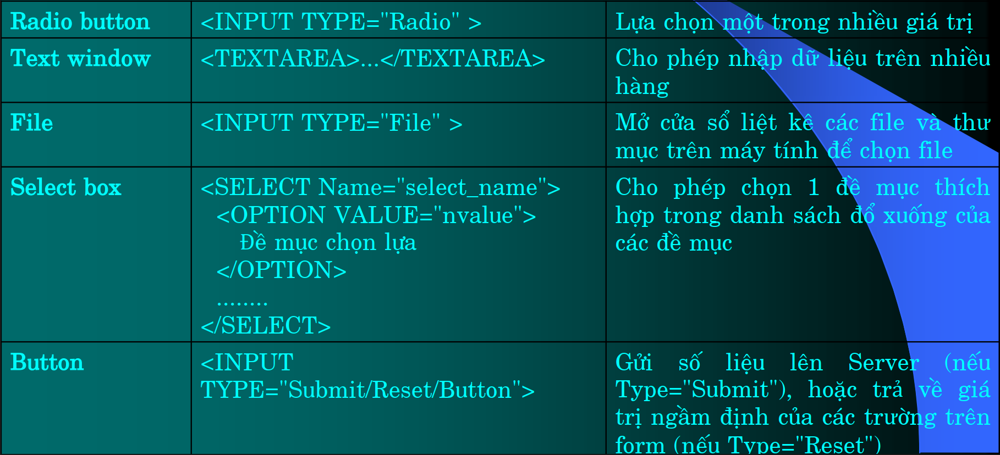 Radio button
<INPUT TYPE="Radio" >
Lựa chọn một trong nhiều giá trị
Text window
<TEXTAREA>...</TEXTAREA>
Cho phép nhập dữ liệu trên nhiều
hàng
File
<INPUT TYPE="File" >
Mở cửa sổ liệt kê các file và thư
mục trên máy tính để chọn file
Select box
<SELECT Name="select_name">
<OPTION VALUE="nvalue">
Đề mục chọn lựa
</OPTION>
........
</SELECT>
Cho phép chọn 1 đề mục thích
hợp trong danh sách đổ xuống của
các đề mục
Button
<INPUT
TYPE="Submit/Reset/Button">
Gửi số liệu lên Server (nếu
Type="Submit"), hoặc trả về giá
trị ngầm định của các trường trên
form (nếu Type="Reset")